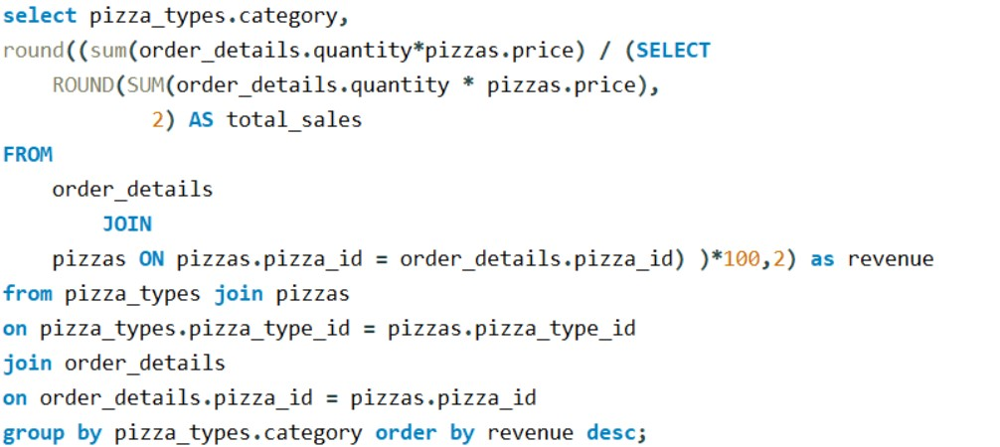 select pizza_types.category,
round((sum(order_details.quantity*pizzas.price) / (SELECT
ROUND(SUM(order_details.quantity * pizzas.price),
2) AS total_sales
FROM
order_details
JOIN
pizzas ON pizzas.pizza_id = order_details.pizza_id) )*100,2) as revenue
from pizza_types join pizzas
on pizza_types.pizza_type_id = pizzas.pizza_type_id
join order_details
on order_details.pizza_id = pizzas.pizza_id
group by pizza_types.category order by revenue desc;